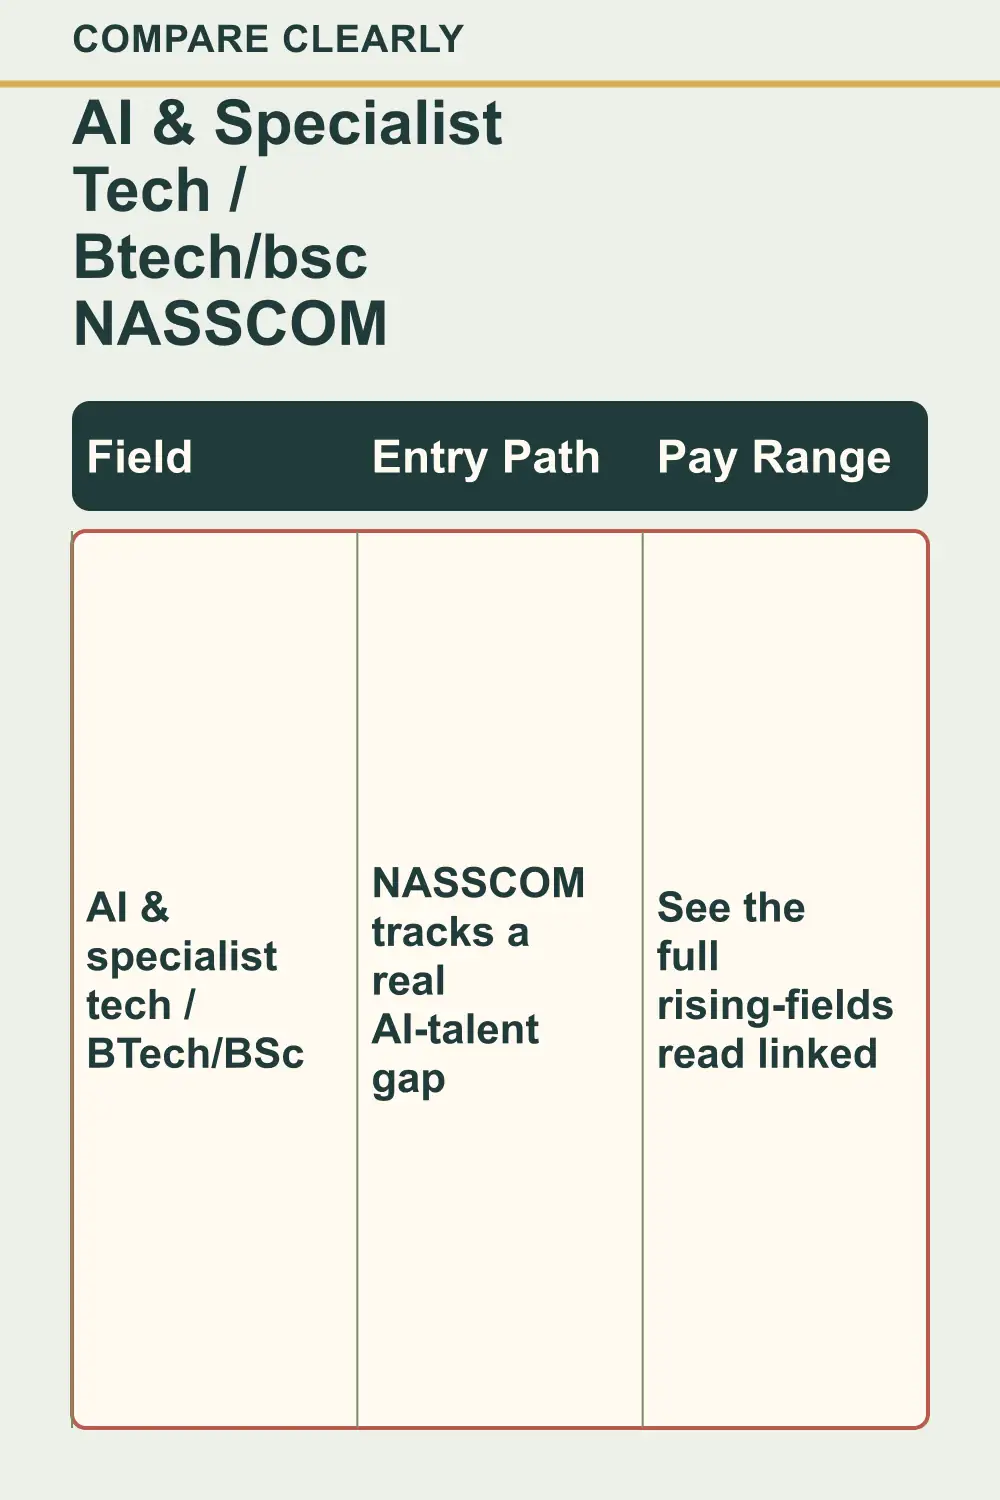 COMPARE CLEARLY
AI & Specialist
Tech /
Btech/bsc
NASSCOM
Field
Entry Path
Pay Range
AI &
specialist
tech /
BTech/BSc
NASSCOM
tracks a
real
AI-talent
gap
See the
full
rising-fields
read linked